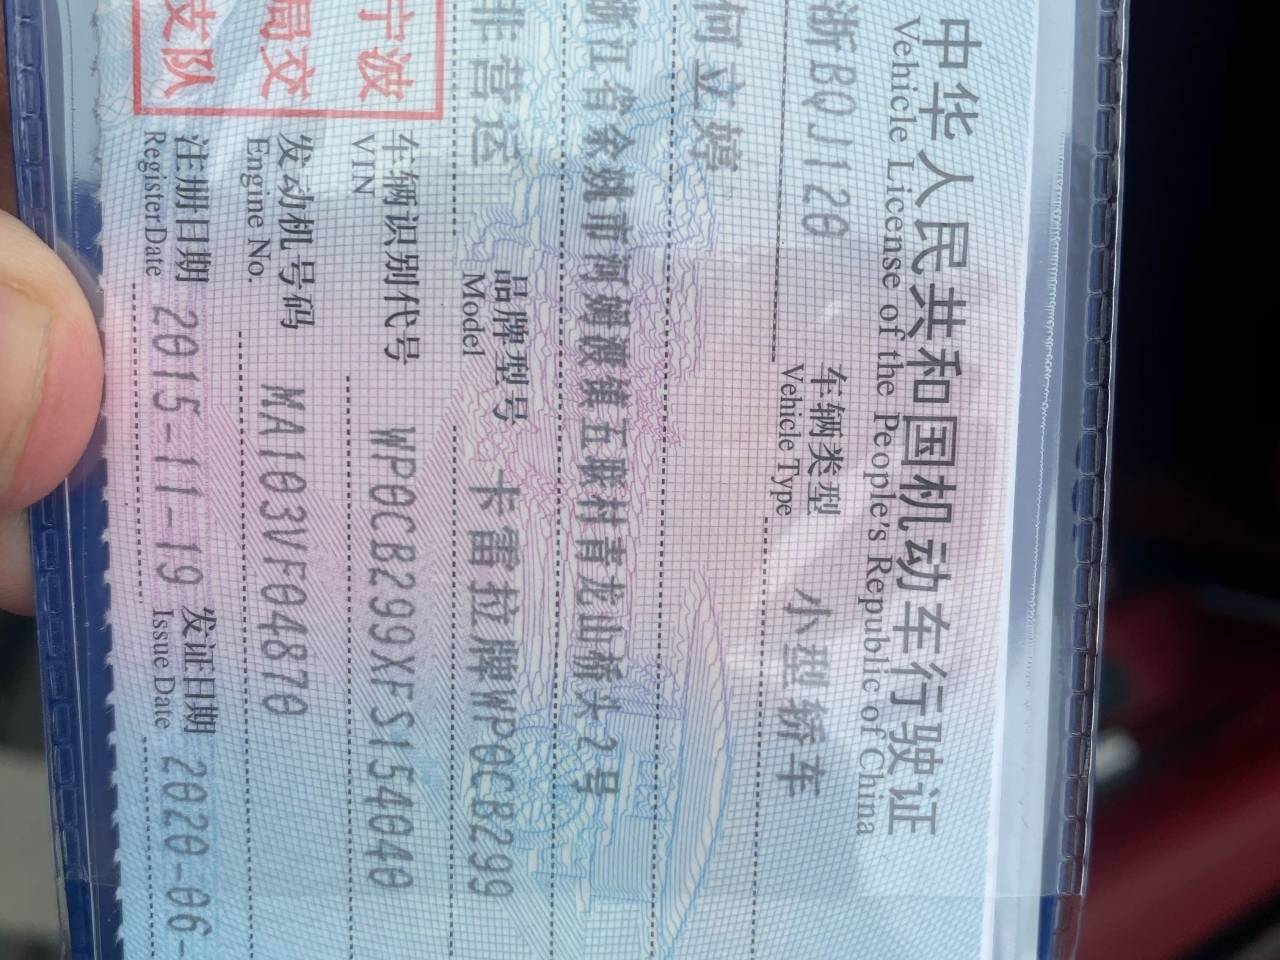 中华人民共和国机动车行驶证
Vehicle License of the People's Republic of China
浙BQJ120 车辆类型 小型轿车
Vehicle Type
何立婷
浙江省余姚市河姆渡镇五联村青龙山桥头2号
非营运 品牌型号 卡雷拉牌WP0CB299
Model
宁波 车辆识别代号 WP0CB299XFS154040
VIN
局交 发动机号码 MA103VF04870
Engine No.
支队 注册日期 2015-11-19 发证日期 2020-06-
Register Date Issue Date